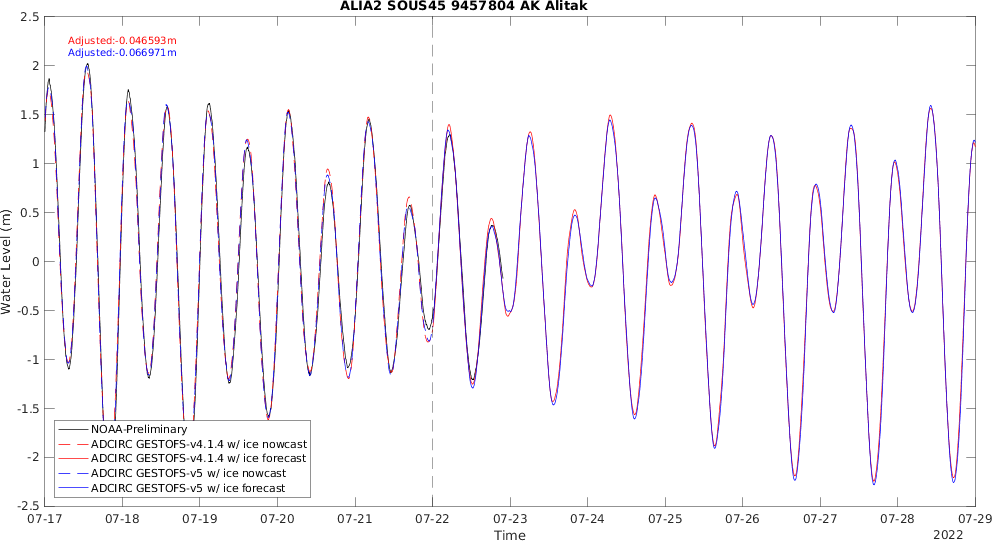 ALIA2 SOUS45 9457804 AK Alitak
Adjusted:-0.046593m
Adjusted:-0.066971m
2.5
2
1.5
1
0.5
0
-0.5
-1
-1.5
-2
-2.5
Water Level (m)
NOAA-Preliminary
ADCIRC GESTOFS-v4.1.4 w/ ice nowcast
ADCIRC GESTOFS-v4.1.4 w/ ice forecast
ADCIRC GESTOFS-v5 w/ ice nowcast
ADCIRC GESTOFS-v5 w/ ice forecast
07-17 07-18 07-19 07-20 07-21 07-22 07-23 07-24 07-25 07-26 07-27 07-28 07-29
Time
2022